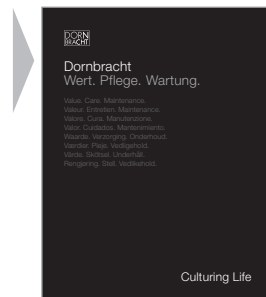 DORN
BRACHT
Dornbracht
Wert. Pflege. Wartung.
Value. Care. Maintenance.
Valeur. Entretien. Maintenance.
Valore. Cura. Manutenzione.
Valor. Cuidados. Mantenimiento.
Waarde. Verzorging. Onderhoud.
Værdier. Pleje. Vedligehold.
Värde. Skötsel. Underhåll.
Rengjøring. Stell. Vedlikehold.
Culturing Life